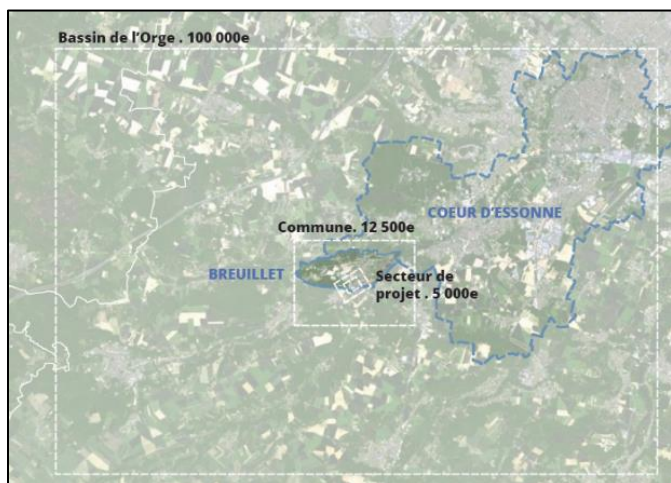 Bassin de l'Orge . 100 000e
COEUR D'ESSONNE
Commune. 12 500e
BREUILLET
Secteur de
projet . 5 000e